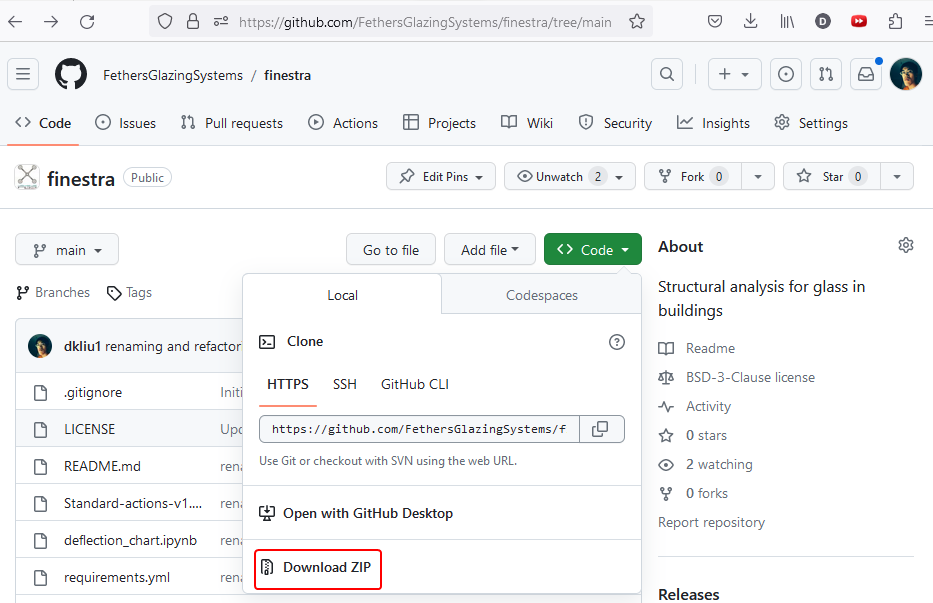 https://github.com/FethersGlazingSystems/finestra/tree/main
D
FethersGlazingSystems / finestra
Code Issues Pull requests Actions Projects Wiki Security Insights Settings
finestra Public Edit Pins Unwatch 2 Fork 0 Star 0
main Go to file Add file Code
Branches Tags
Local Codespaces
Clone
HTTPS SSH GitHub CLI
https://github.com/FethersGlazingSystems/f
Use Git or checkout with SVN using the web URL.
Open with GitHub Desktop
Download ZIP
dkliu1 renaming and refactor
.gitignore Initi
LICENSE Upd
README.md rena
Standard-actions-v1.... rena
deflection_chart.ipynb rena
requirements.yml rena
About
Structural analysis for glass in
buildings
Readme
BSD-3-Clause license
Activity
0 stars
2 watching
0 forks
Report repository
Releases